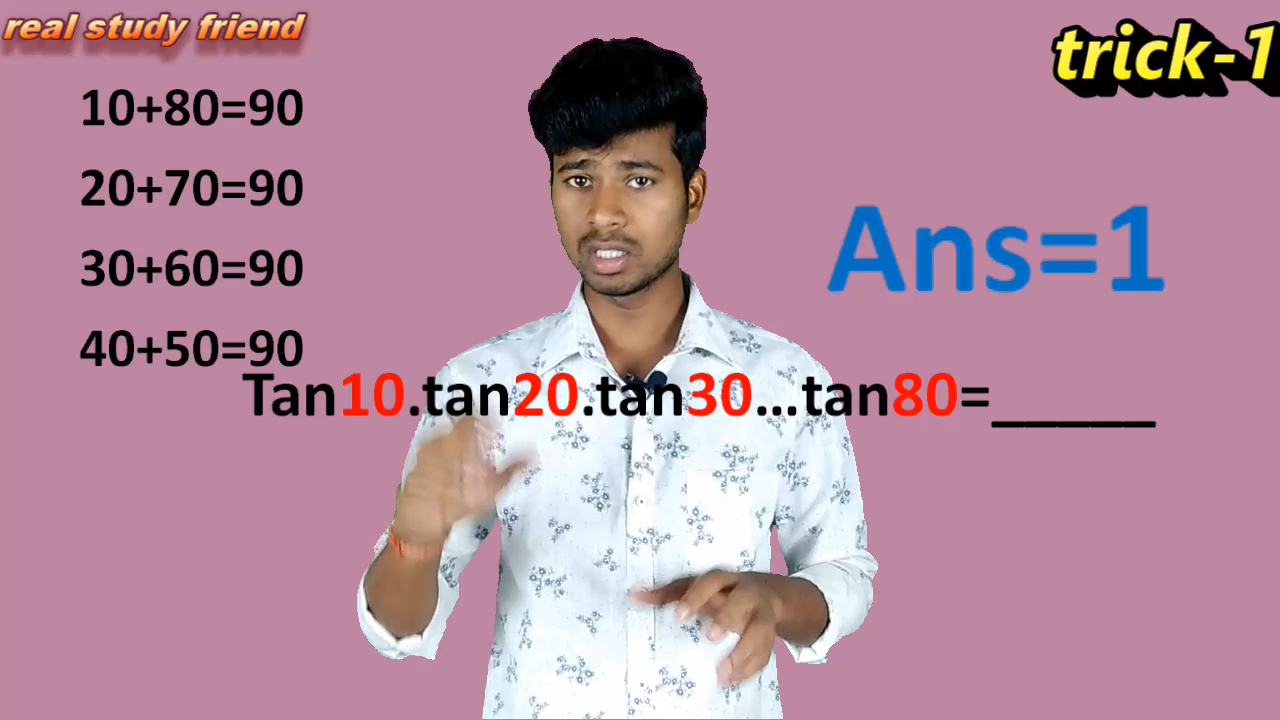 real study friend
trick-1
10+80=90
20+70=90
30+60=90
40+50=90
Ans=1
Tan10.tan20.tan30...tan80=_____